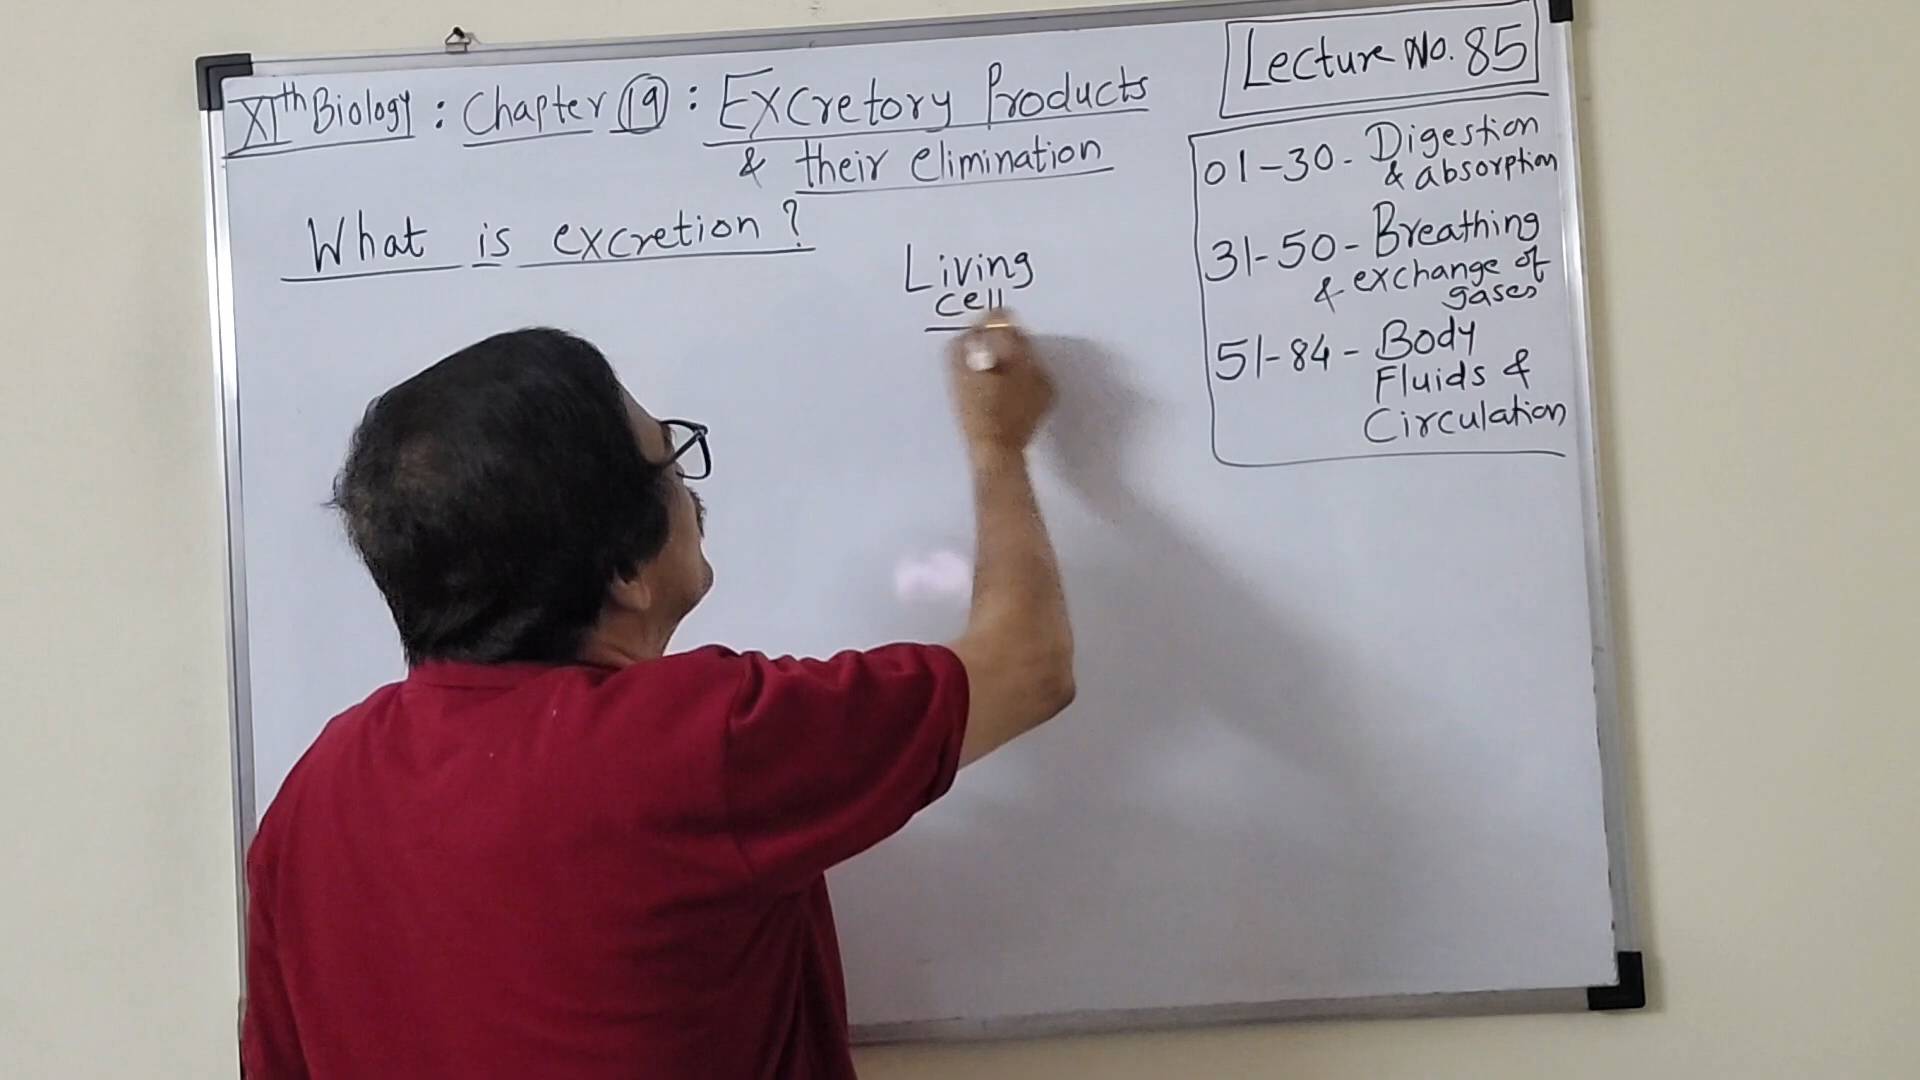 XIth Biology : Chapter 19 : Excretory Products
& their elimination
What is excretion ?
Living
cell
Lecture No. 85
01-30- Digestion
& absorption
31-50- Breathing
& exchange of
gases
51-84- Body
Fluids &
Circulation